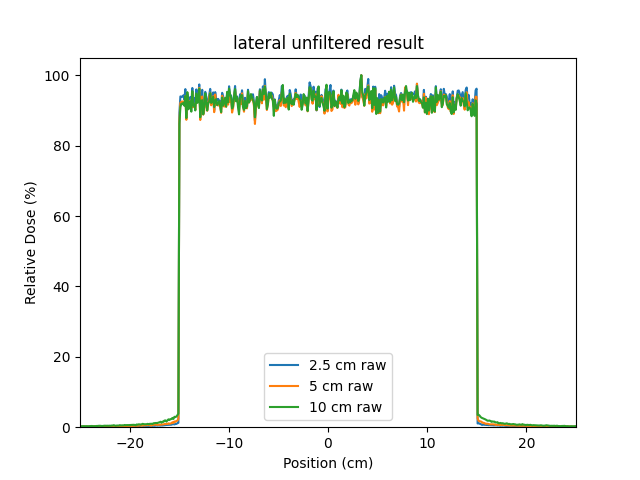 lateral unfiltered result
100
80
60
40
20
0
Relative Dose (%)
2.5 cm raw
5 cm raw
10 cm raw
−20 −10 0 10 20
Position (cm)